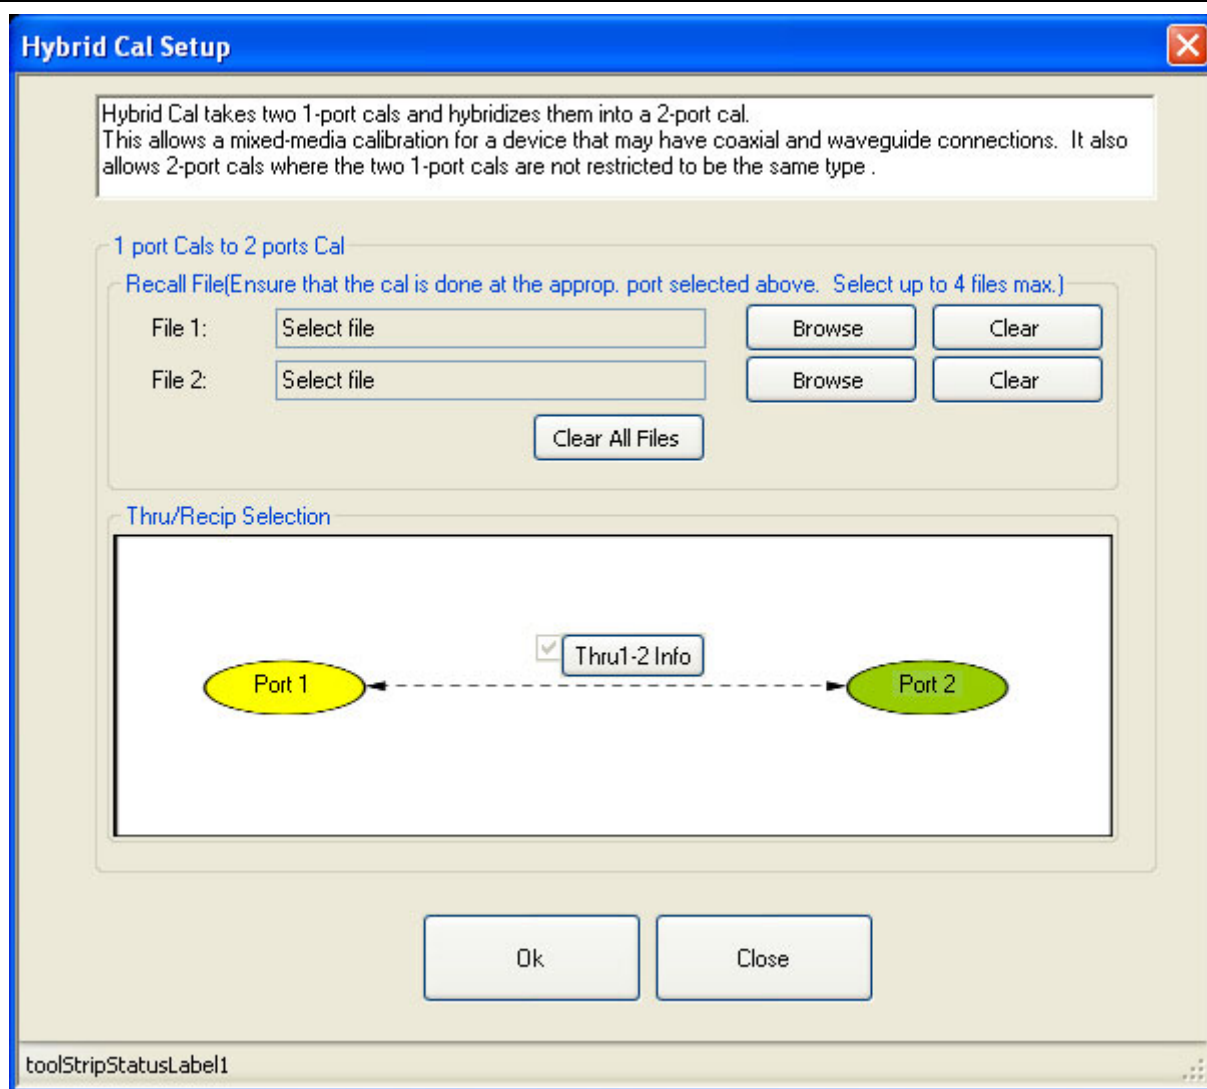 Hybrid Cal Setup
Hybrid Cal takes two 1-port cals and hybridizes them into a 2-port cal.
This allows a mixed-media calibration for a device that may have coaxial and waveguide connections.  It also
allows 2-port cals where the two 1-port cals are not restricted to be the same type .
1 port Cals to 2 ports Cal
Recall File(Ensure that the cal is done at the approp. port selected above.  Select up to 4 files max.)
File 1: Select file Browse Clear
File 2: Select file Browse Clear
Clear All Files
Thru/Recip Selection
Thru1-2 Info
Port 1 Port 2
Ok Close
toolStripStatusLabel1